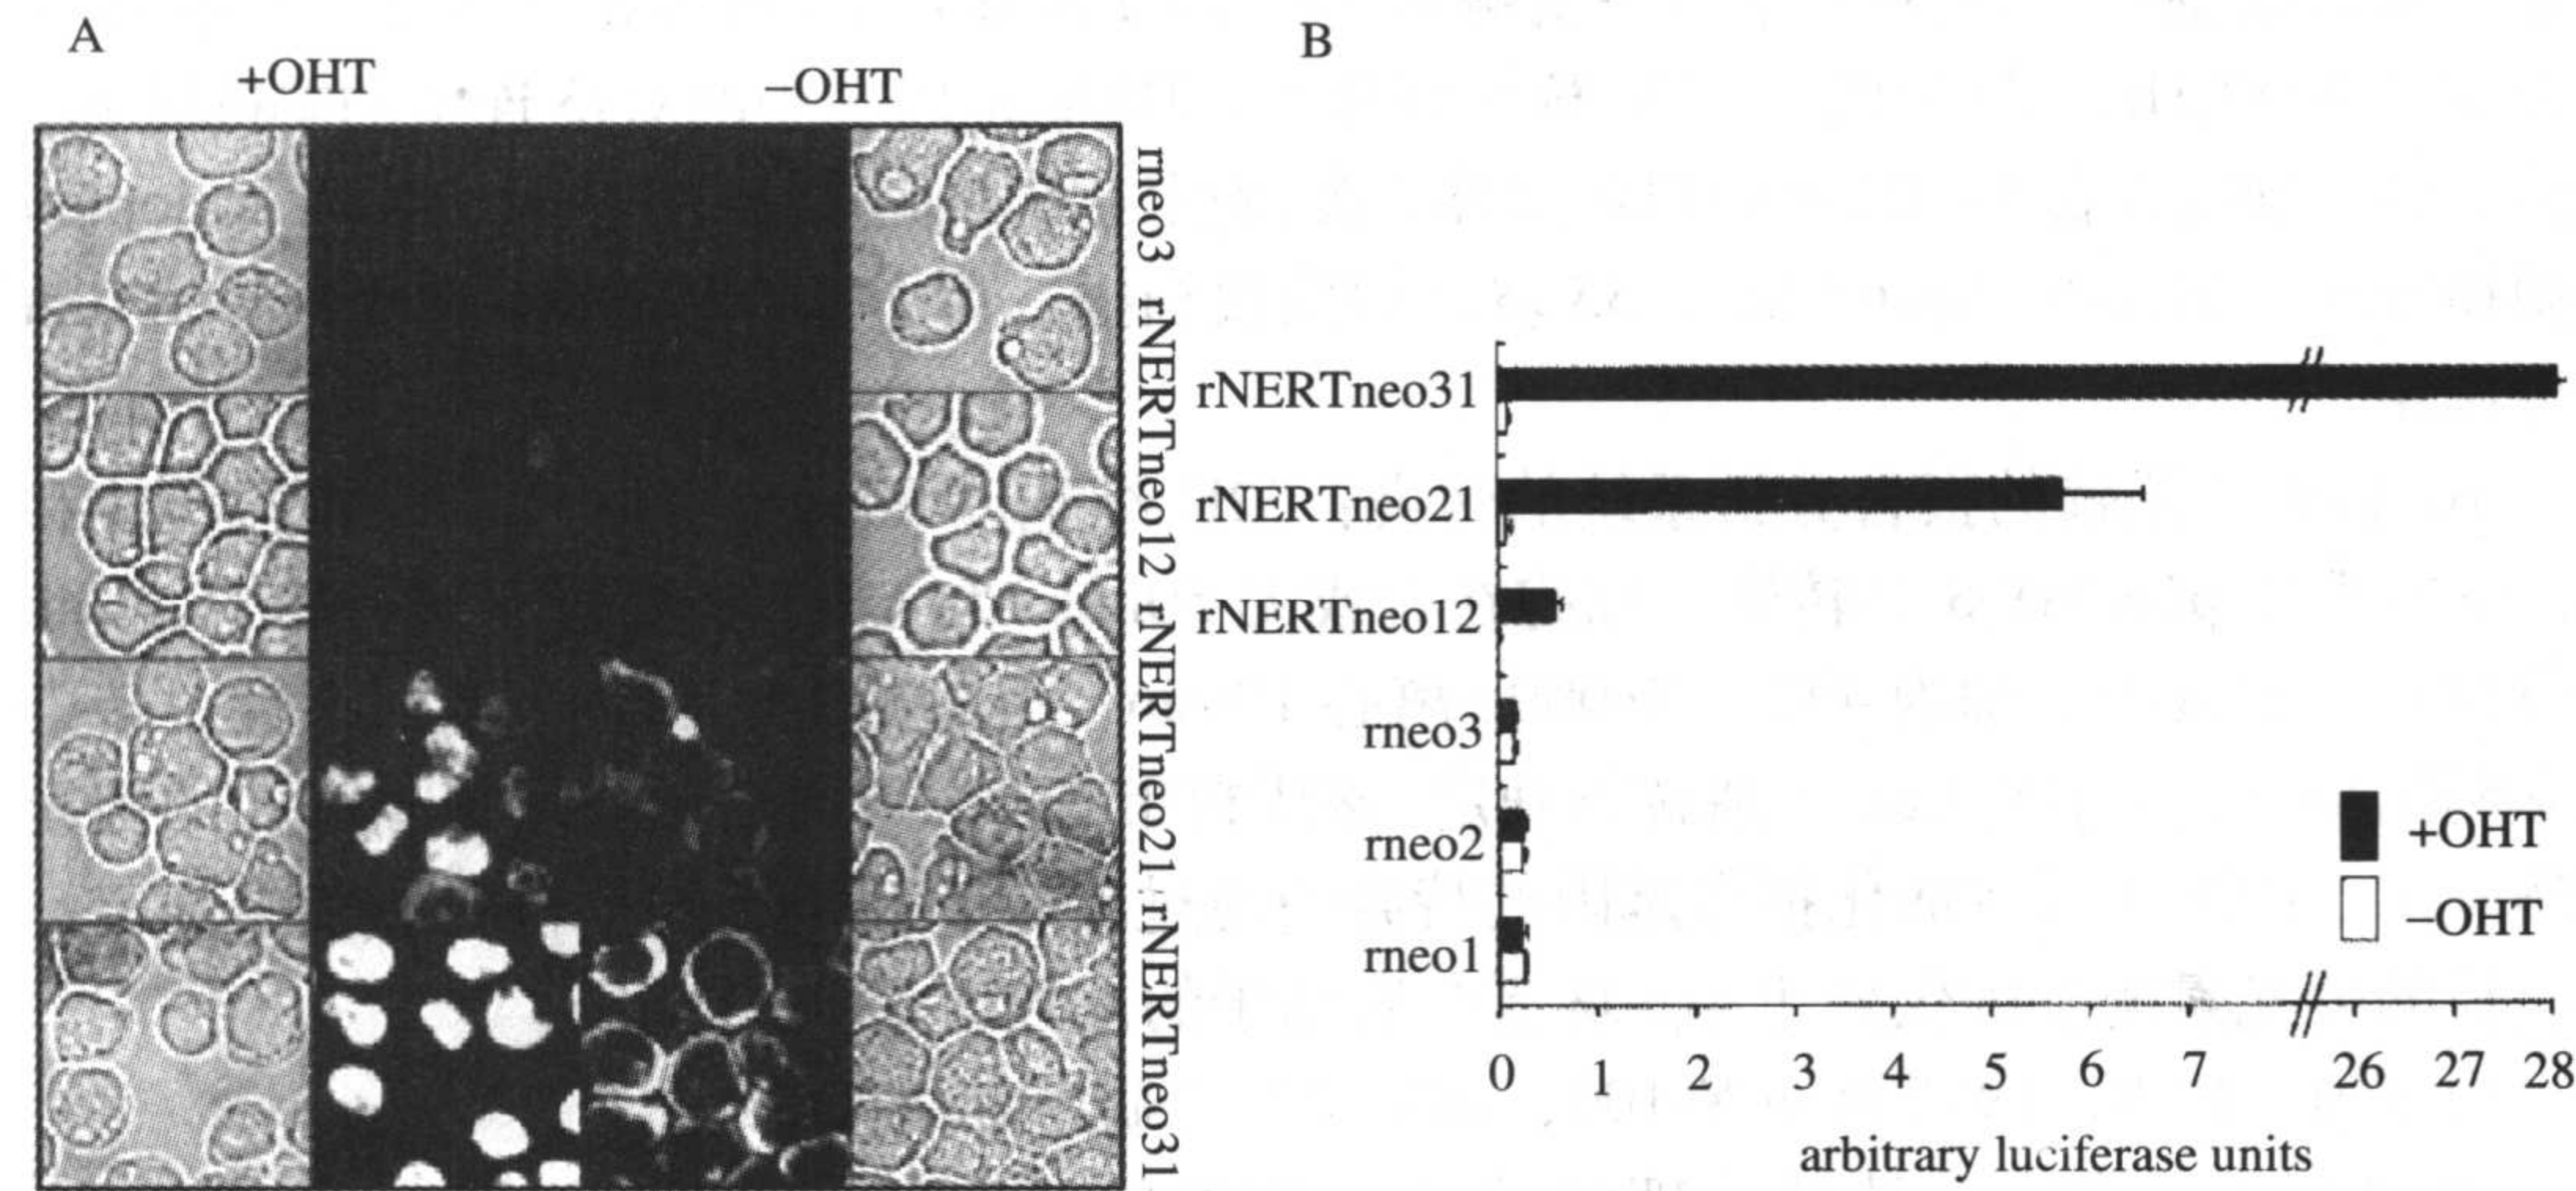 A
+OHT
−OHT
rneo3 rNERTneo12 rNERTneo21 rNERTneo31
B
rNERTneo31
rNERTneo21
rNERTneo12
rneo3
rneo2
rneo1
+OHT
−OHT
0 1 2 3 4 5 6 7 26 27 28
arbitrary luciferase units